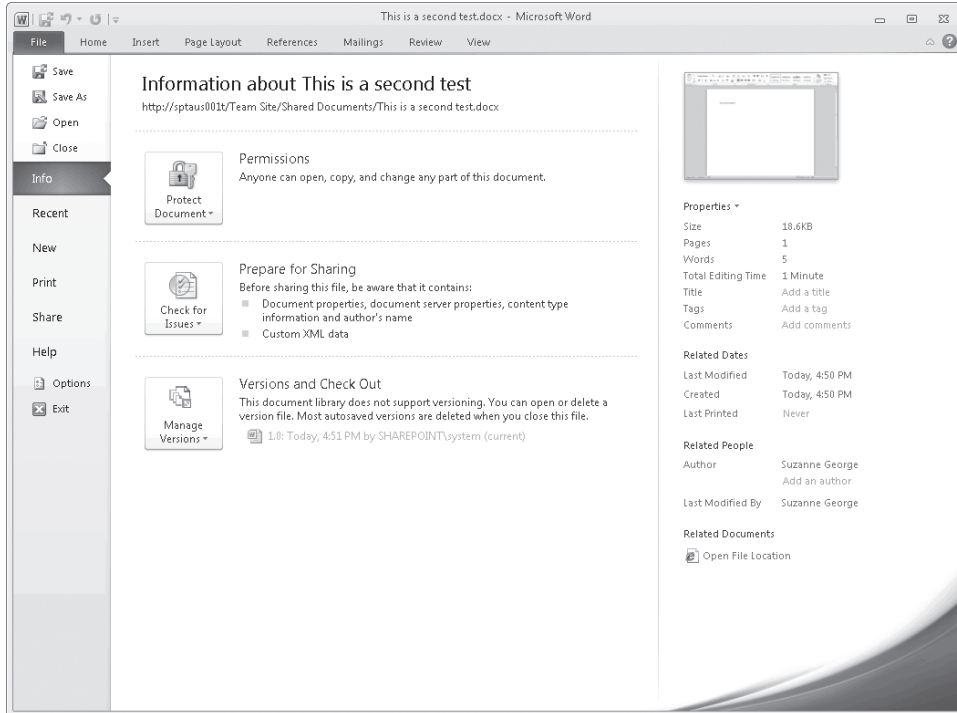 This is a second test.docx - Microsoft Word
File Home Insert Page Layout References Mailings Review View
Save
Save As
Open
Close
Info
Recent
New
Print
Share
Help
Options
Exit
Information about This is a second test
http://sptaus001t/Team Site/Shared Documents/This is a second test.docx
Protect
Document
Permissions
Anyone can open, copy, and change any part of this document.
Check for
Issues
Prepare for Sharing
Before sharing this file, be aware that it contains:
Document properties, document server properties, content type
information and author's name
Custom XML data
Manage
Versions
Versions and Check Out
This document library does not support versioning. You can open or delete a
version file. Most autosaved versions are deleted when you close this file.
1.0: Today, 4:51 PM by SHAREPOINT\system (current)
Properties
Size 18.6KB
Pages 1
Words 5
Total Editing Time 1 Minute
Title Add a title
Tags Add a tag
Comments Add comments
Related Dates
Last Modified Today, 4:50 PM
Created Today, 4:50 PM
Last Printed Never
Related People
Author Suzanne George
Add an author
Last Modified By Suzanne George
Related Documents
Open File Location